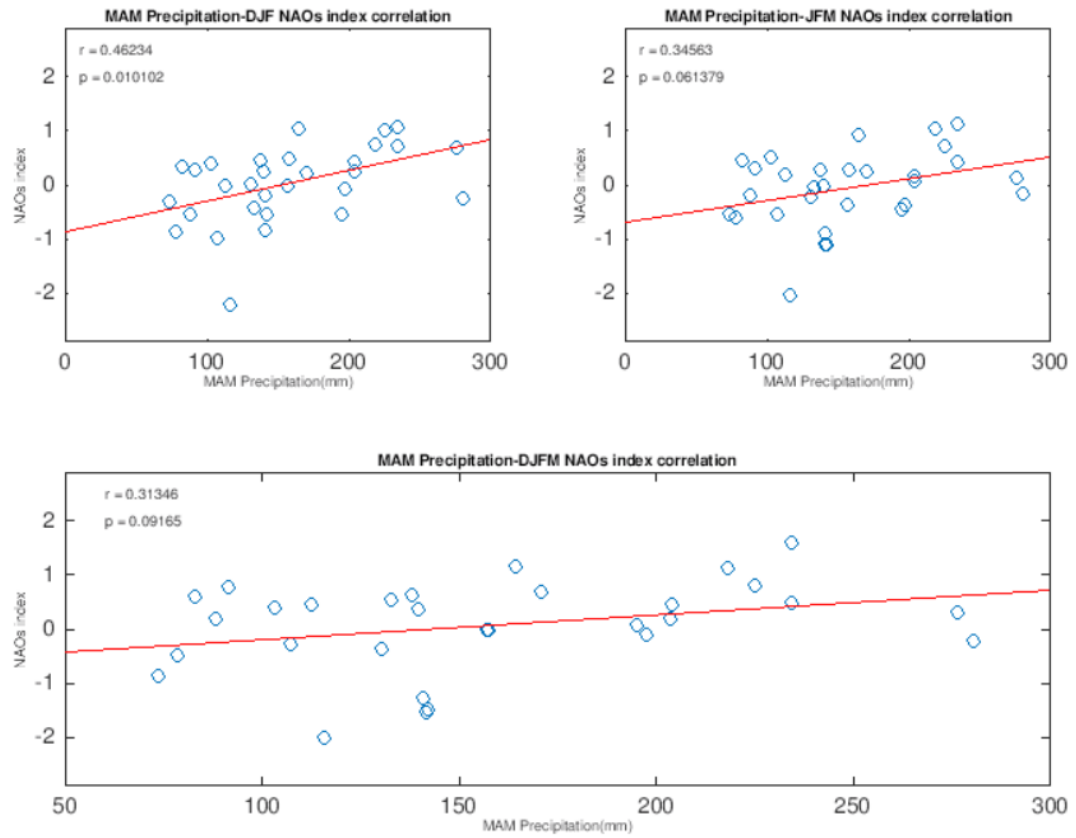 MAM Precipitation-DJF NAOs index correlation
r = 0.46234
p = 0.010102
2
1
0
-1
-2
NAOs index
0 100 200 300
MAM Precipitation(mm)
MAM Precipitation-JFM NAOs index correlation
r = 0.34563
p = 0.061379
2
1
0
-1
-2
NAOs index
0 100 200 300
MAM Precipitation(mm)
MAM Precipitation-DJFM NAOs index correlation
r = 0.31346
p = 0.09165
2
1
0
-1
-2
NAOs index
50 100 150 200 250 300
MAM Precipitation(mm)